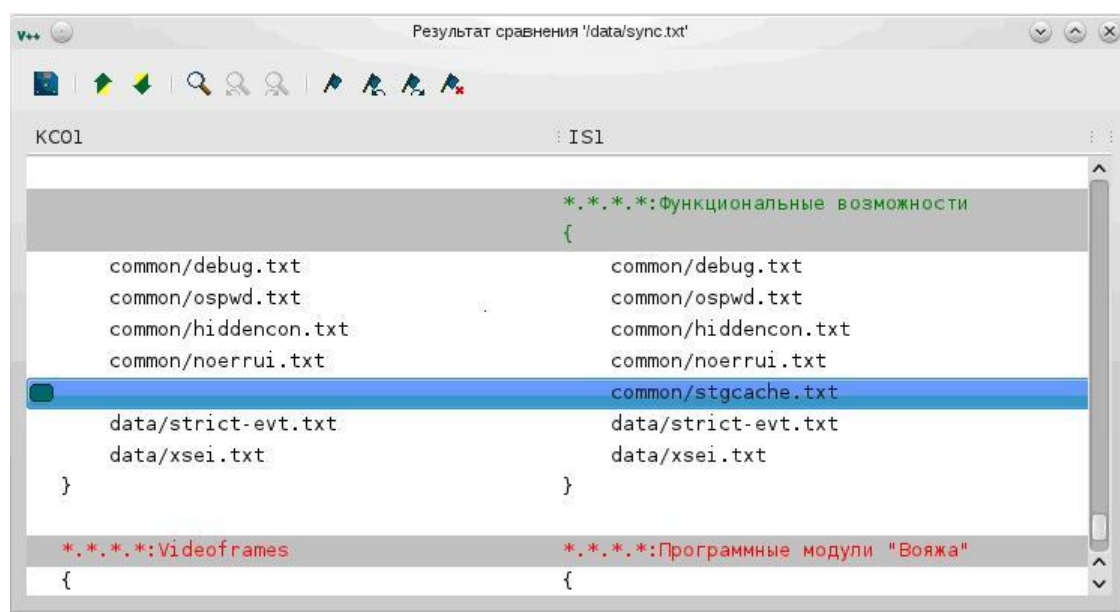 V++ Результат сравнения '/data/sync.txt'
KCO1 IS1
*.*.*.*:Функциональные возможности
{
common/debug.txt common/debug.txt
common/ospwd.txt common/ospwd.txt
common/hiddencon.txt common/hiddencon.txt
common/noerrui.txt common/noerrui.txt
common/stgcache.txt
data/strict-evt.txt data/strict-evt.txt
data/xsei.txt data/xsei.txt
} }
*.*.*.*:Videoframes *.*.*.*:Программные модули "Вояжа"
{ {